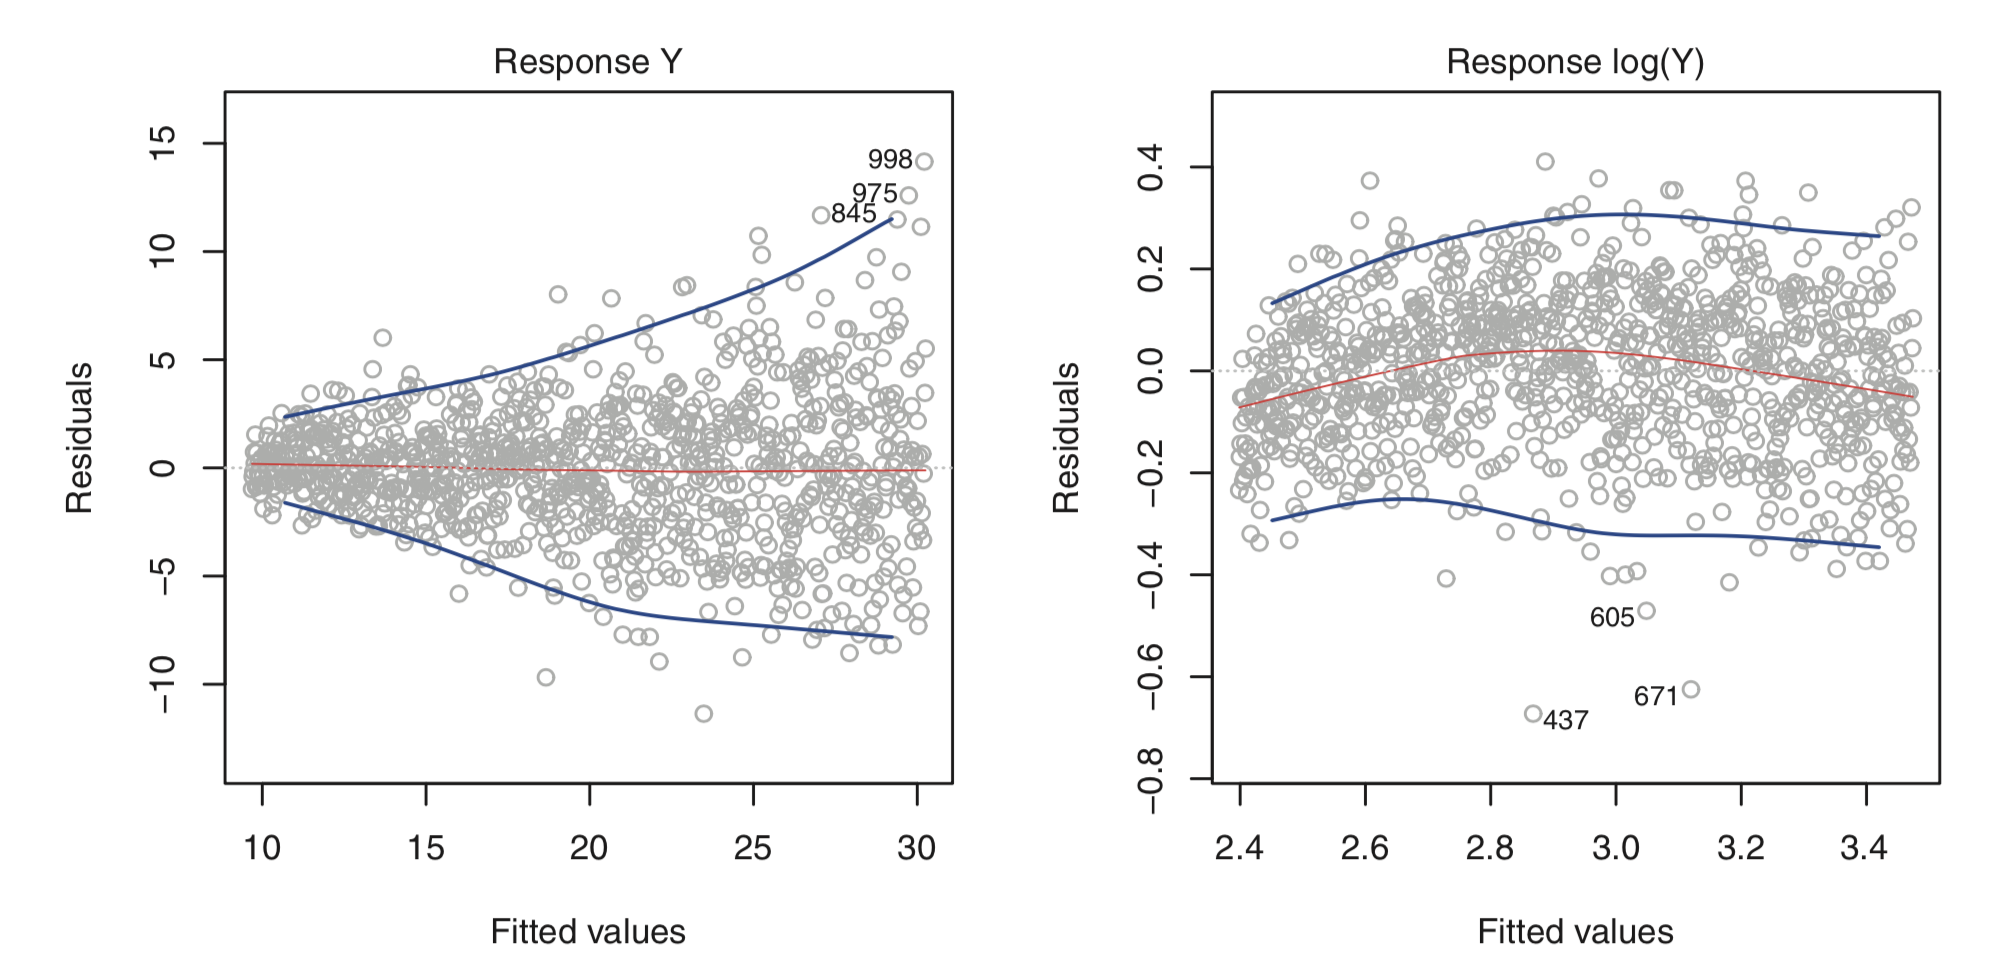 Response Y
Residuals
15
10
5
0
−5
−10
998
975
845
10 15 20 25 30
Fitted values
Response log(Y)
Residuals
0.4
0.2
0.0
−0.2
−0.4
−0.6
−0.8
605
671
437
2.4 2.6 2.8 3.0 3.2 3.4
Fitted values